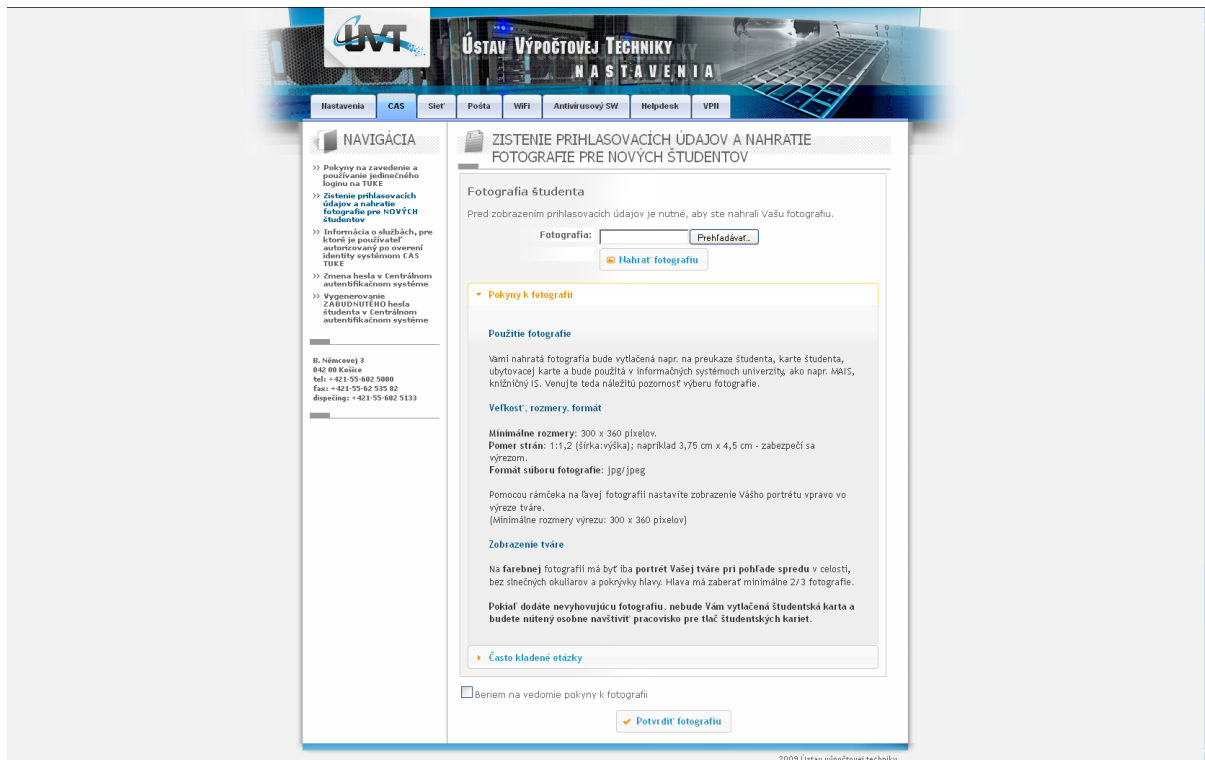 ÚVT
ÚSTAV VÝPOČTOVEJ TECHNIKY
NASTAVENIA
Nastavenia
CAS
Sieť
Pošta
WiFi
Antivírusový SW
Helpdesk
VPN
NAVIGÁCIA
>> Pokyny na zavedenie a
používanie jedinečného
loginu na TUKE
>> Zistenie prihlasovacích
údajov a nahratie
fotografie pre NOVÝCH
študentov
>> Informácia o službách, pre
ktoré je používateľ
autorizovaný po overení
identity systémom CAS
TUKE
>> Zmena hesla v Centrálnom
autentifikačnom systéme
>> Vygenerovanie
ZABUDNUTÉHO hesla
študenta v Centrálnom
autentifikačnom systéme
B. Němcovej 3
042 00 Košice
tel: +421-55-602 5000
fax: +421-55-62 535 82
dispečing: +421-55-602 5133
ZISTENIE PRIHLASOVACÍCH ÚDAJOV A NAHRATIE
FOTOGRAFIE PRE NOVÝCH ŠTUDENTOV
Fotografia študenta
Pred zobrazením prihlasovacích údajov je nutné, aby ste nahrali Vašu fotografiu.
Fotografia:
Prehľadávať...
Nahrať fotografiu
Pokyny k fotografii
Použitie fotografie
Vami nahratá fotografia bude vytlačená napr. na preukaze študenta, karte študenta,
ubytovacej karte a bude použitá v informačných systémoch univerzity, ako napr. MAIS,
knižničný IS. Venujte teda náležitú pozornosť výberu fotografie.
Veľkosť, rozmery, formát
Minimálne rozmery: 300 x 360 pixelov.
Pomer strán: 1:1,2 (šírka:výška); napríklad 3,75 cm x 4,5 cm - zabezpečí sa
výrezom.
Formát súboru fotografie: jpg/jpeg
Pomocou rámčeka na ľavej fotografii nastavíte zobrazenie Vášho portrétu vpravo vo
výreze tváre.
(Minimálne rozmery výrezu: 300 x 360 pixelov)
Zobrazenie tváre
Na farebnej fotografii má byť iba portrét Vašej tváre pri pohľade spredu v celosti,
bez slnečných okuliarov a pokrývky hlavy. Hlava má zaberať minimálne 2/3 fotografie.
Pokiaľ dodáte nevyhovujúcu fotografiu, nebude Vám vytlačená študentská karta a
budete nútený osobne navštíviť pracovisko pre tlač študentských kariet.
Často kladené otázky
Beriem na vedomie pokyny k fotografii
Potvrdiť fotografiu
2009 Ústav výpočtovej techniky